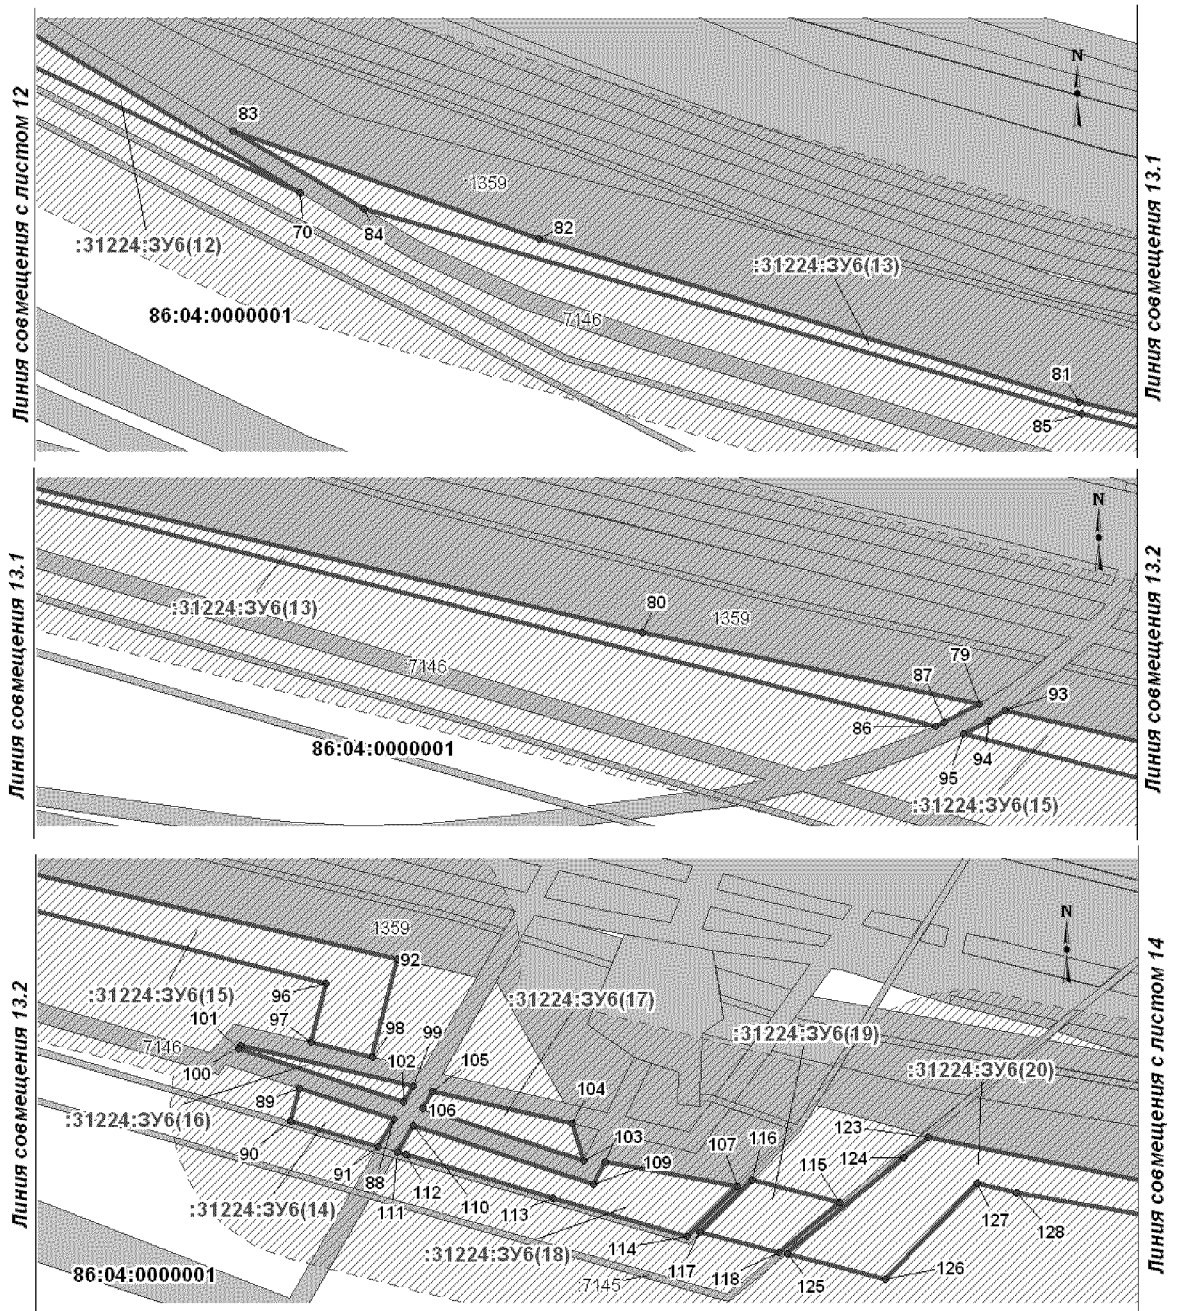 Линия совмещения с листом 12
Линия совмещения 13.1
N
83
:1359
70
84
82
:31224:ЗУ6(12)
:31224:ЗУ6(13)
86:04:0000001
7146
81
85
Линия совмещения 13.1
Линия совмещения 13.2
N
:31224:ЗУ6(13)
80
1359
7146
79
87
93
86
94
95
86:04:0000001
:31224:ЗУ6(15)
Линия совмещения 13.2
Линия совмещения с листом 14
N
1359
92
:31224:ЗУ6(15)
96
:31224:ЗУ6(17)
101
97
98
99
:31224:ЗУ6(19)
7146
102
105
100
:31224:ЗУ6(20)
89
106
104
:31224:ЗУ6(16)
123
103
107
116
90
109
115
124
91
88
112
110
:31224:ЗУ6(14)
111
113
127
128
114
:31224:ЗУ6(18)
117
118
125
126
86:04:0000001
7145